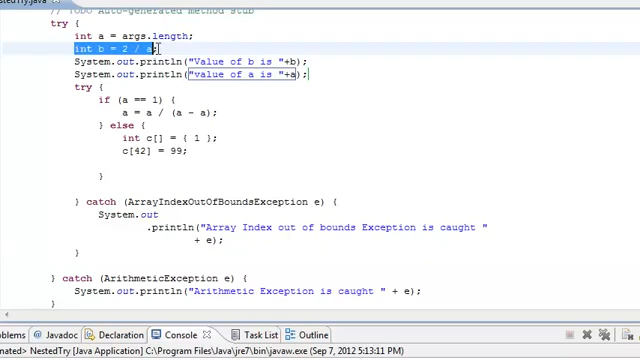 NestedTry.java
// TODO Auto-generated method stub
try {
int a = args.length;
int b = 2 / a;
System.out.println("Value of b is "+b);
System.out.println("value of a is "+a);
try {
if (a == 1) {
a = a / (a - a);
} else {
int c[] = { 1 };
c[42] = 99;
}
} catch (ArrayIndexOutOfBoundsException e) {
System.out
.println("Array Index out of bounds Exception is caught "
+ e);
}
} catch (ArithmeticException e) {
System.out.println("Arithmetic Exception is caught " + e);
}
oblems Javadoc Declaration Console Task List Outline
inated> NestedTry [Java Application] C:\Program Files\Java\jre7\bin\javaw.exe (Sep 7, 2012 5:13:11 PM)